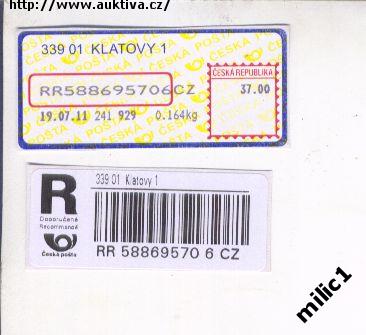 http://www.auktiva.cz/
339 01 KLATOVY 1
ČESKÁ REPUBLIKA
RR588695706CZ
37.00
19.07.11 241 929 0.164kg
R
339 01 Klatovy 1
Doporučeně
Recommandé
Česká pošta
RR 58869570 6 CZ
milic1